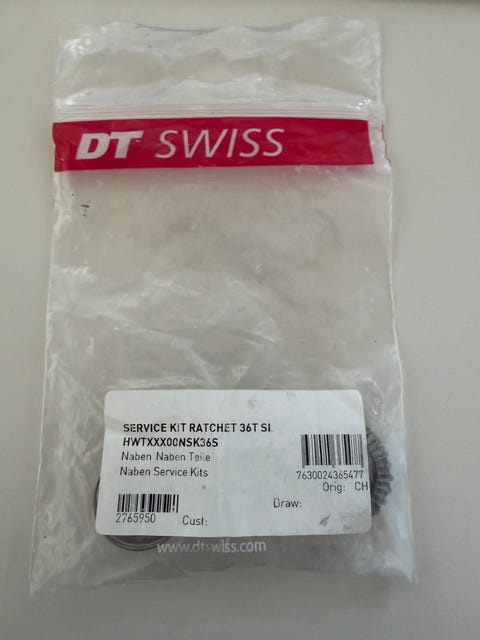 DT SWISS
SERVICE KIT RATCHET 36T SL
HWTXXX00NSK36S
Naben Naben Teile
Naben Service Kits
7630024365477
Orig: CH
Draw:
2765950
Cust:
www.dtswiss.com